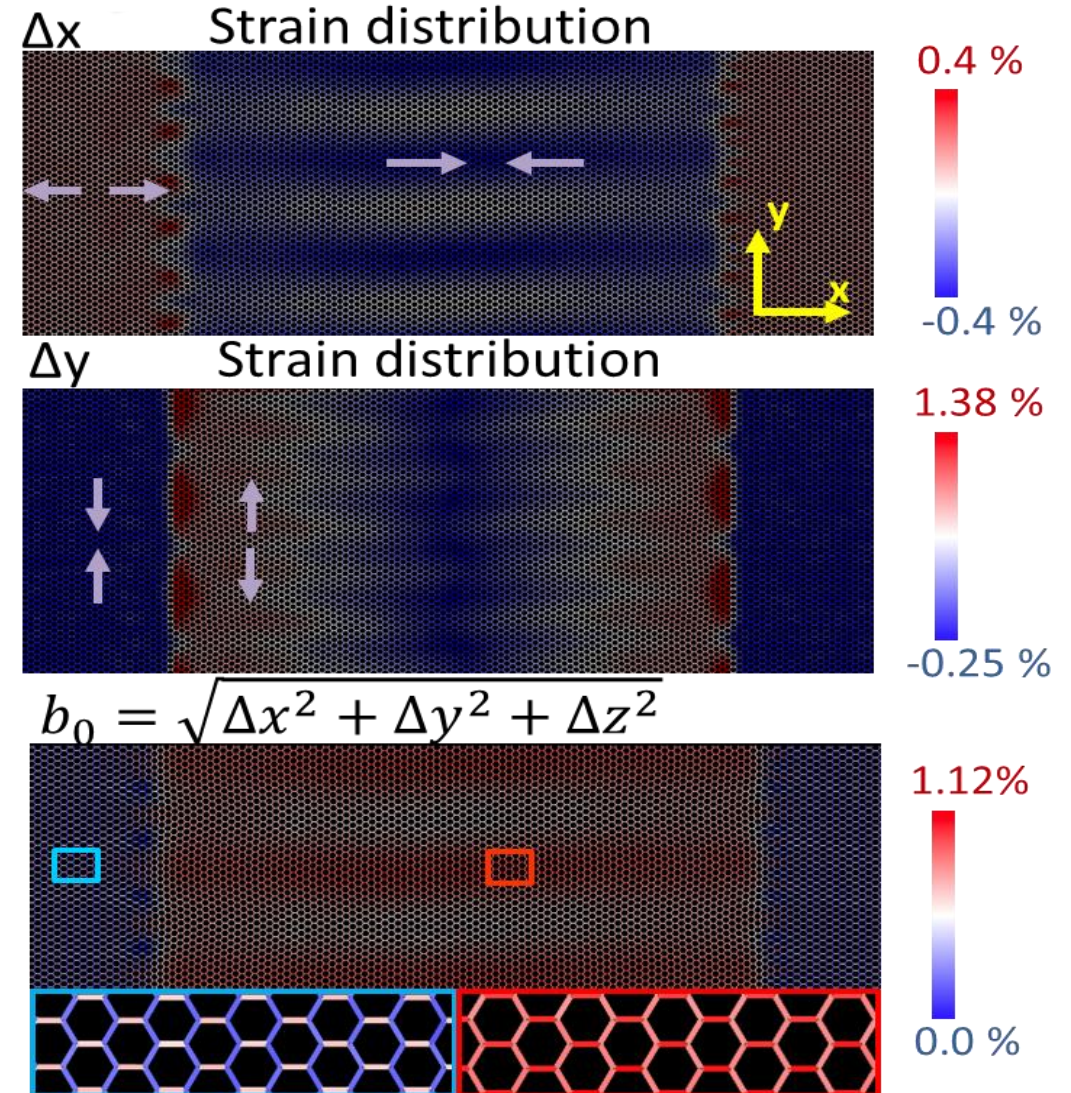 Δx Strain distribution
0.4 %
y
x
-0.4 %
Δy Strain distribution
1.38 %
-0.25 %
b₀ = √Δx² + Δy² + Δz²
1.12%
0.0 %